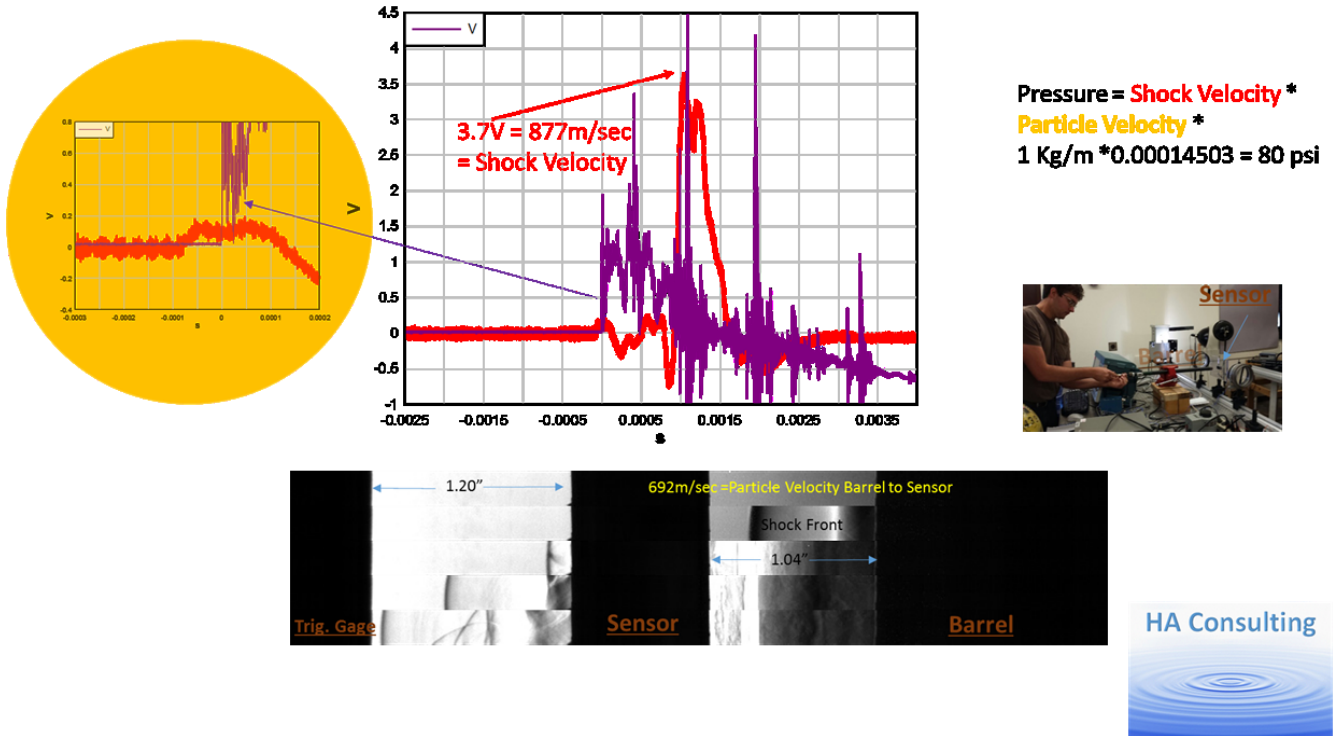 V
4.5
4
3.5
3
2.5
2
1.5
1
0.5
0
-0.5
-1
-0.0025
-0.0015
-0.0005
0.0005
0.0015
0.0025
0.0035
s
V
3.7V = 877m/sec
= Shock Velocity
V
0.8
0.6
0.4
0.2
0
-0.2
-0.4
-0.0003
-0.0002
-0.0001
0
0.0001
0.0002
s
V
Pressure = Shock Velocity *
Particle Velocity *
1 Kg/m *0.00014503 = 80 psi
Sensor
Barrel
1.20”
692m/sec =Particle Velocity Barrel to Sensor
Shock Front
1.04”
Trig. Gage
Sensor
Barrel
HA Consulting